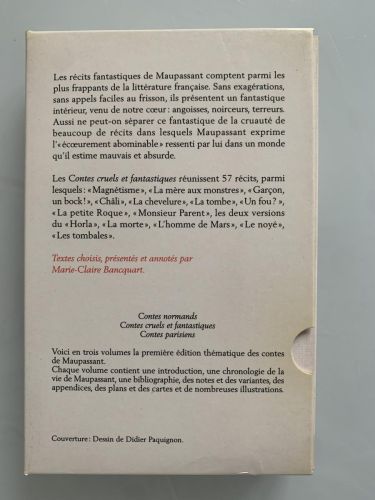 Les récits fantastiques de Maupassant comptent parmi les
plus frappants de la littérature française. Sans exagérations,
sans appels faciles au frisson, ils présentent un fantastique
intérieur, venu de notre cœur : angoisses, noirceurs, terreurs.
Aussi ne peut-on séparer ce fantastique de la cruauté de
beaucoup de récits dans lesquels Maupassant exprime
l'« écœurement abominable » ressenti par lui dans un monde
qu'il estime mauvais et absurde.
Les Contes cruels et fantastiques réunissent 57 récits, parmi
lesquels : « Magnétisme », « La mère aux monstres », « Garçon,
un bock ! », « Châli », « La chevelure », « La tombe », « Un fou ? »,
« La petite Roque », « Monsieur Parent », les deux versions
du « Horla », « La morte », « L'homme de Mars », « Le noyé »,
« Les tombales ».
Textes choisis, présentés et annotés par
Marie-Claire Bancquart.
Contes normands
Contes cruels et fantastiques
Contes parisiens
Voici en trois volumes la première édition thématique des contes
de Maupassant.
Chaque volume contient une introduction, une chronologie de la
vie de Maupassant, une bibliographie, des notes et des variantes, des
appendices, des plans et des cartes et de nombreuses illustrations.
Couverture : Dessin de Didier Paquignon.